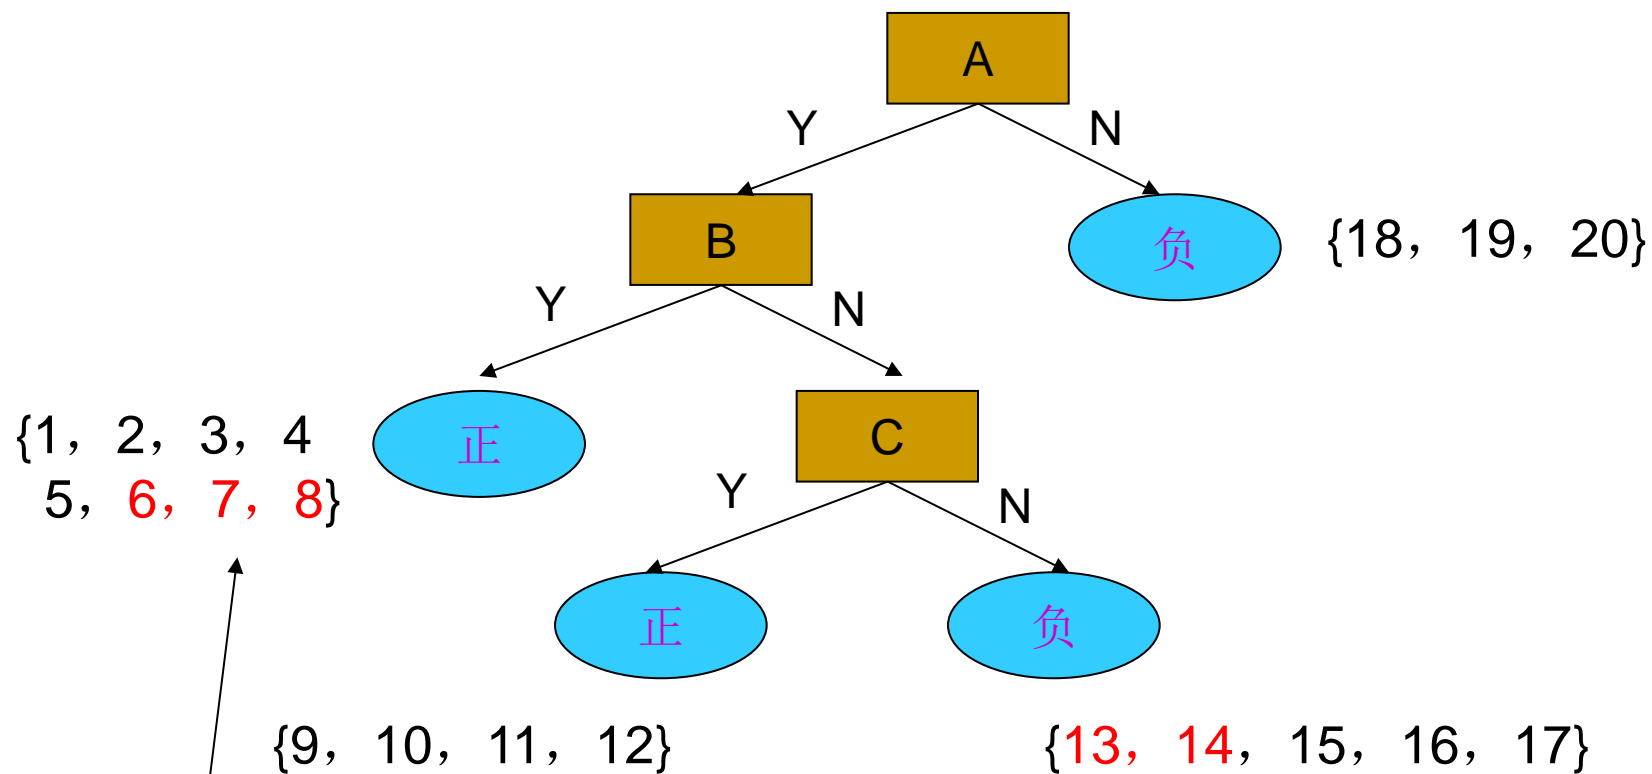 A
Y
N
B
负
{18，19，20}
Y
N
{1，2，3，4
5，6，7，8}
正
C
Y
N
正
负
{9，10，11，12}
{13，14，15，16，17}